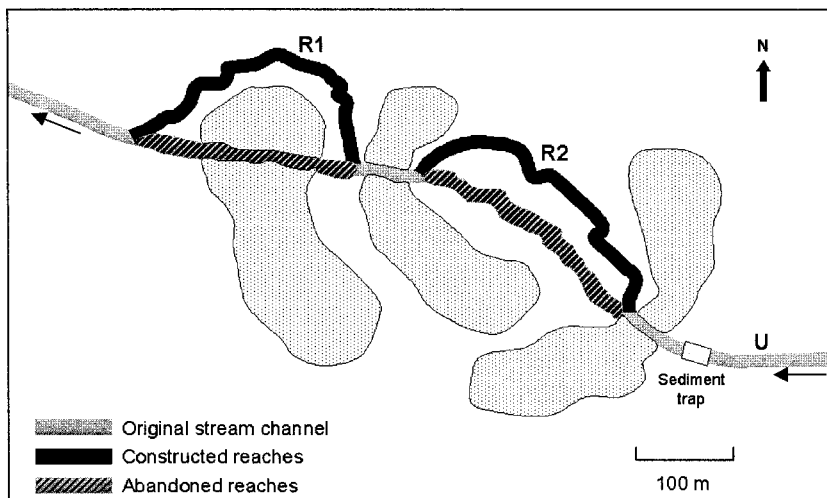 R1
N
R2
U
Sediment
trap
Original stream channel
Constructed reaches
Abandoned reaches
100 m